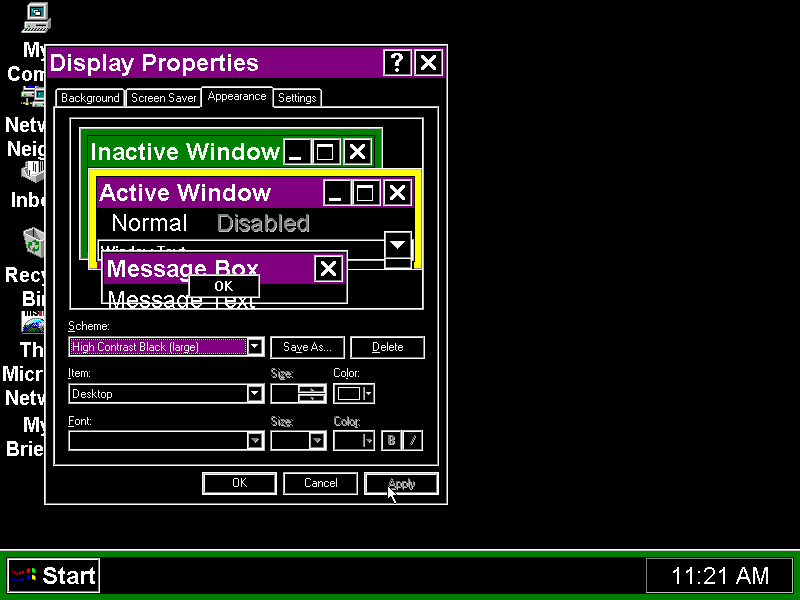 My
Com
Netw
Neig
Inbo
Recy
Bin
Th
Micr
Netw
My
Brie
Display Properties
?
Background
Screen Saver
Appearance
Settings
Inactive Window
Active Window
Normal Disabled
Window Text
Message Box
OK
Message Text
Scheme:
High Contrast Black (large)
Save As...
Delete
Item:
Size:
Color:
Desktop
Font:
Size:
Color:
B
/
OK
Cancel
Apply
Start
11:21 AM